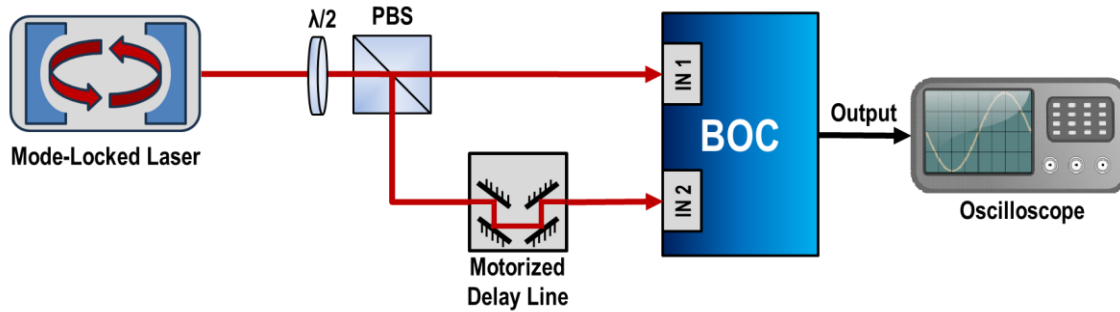 λ/2
PBS
Mode-Locked Laser
IN 1
BOC
IN 2
Output
Oscilloscope
Motorized
Delay Line